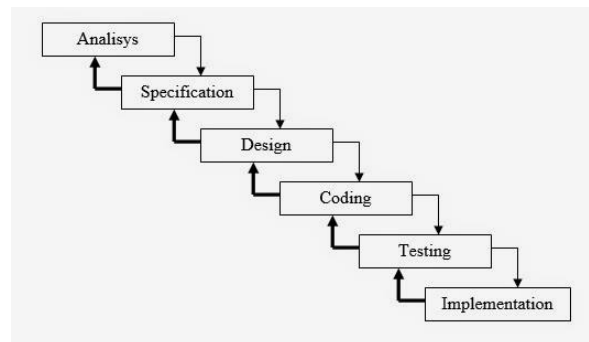 Analisys
Specification
Design
Coding
Testing
Implementation